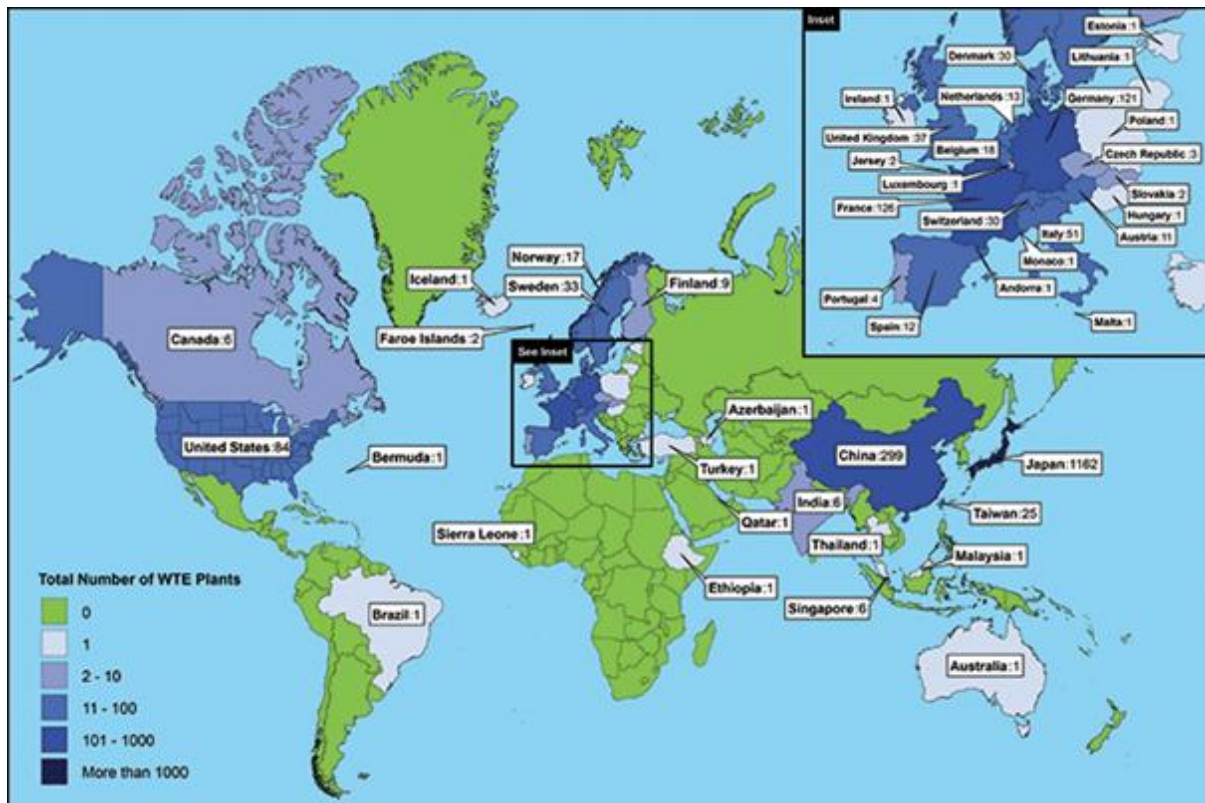 Inset
Estonia:1
Denmark:30
Lithuania:1
Ireland:1
Netherlands:13
Germany:121
Poland:1
United Kingdom:37
Belgium:18
Czech Republic:3
Jersey:2
Luxembourg:1
Slovakia:2
France:126
Switzerland:30
Hungary:1
Italy:51
Austria:11
Monaco:1
Portugal:4
Andorra:1
Spain:12
Malta:1
Norway:17
Iceland:1
Sweden:33
Finland:9
Faroe Islands:2
Canada:6
See Inset
Azerbaijan:1
United States:84
Bermuda:1
China:299
Japan:1162
Turkey:1
India:6
Qatar:1
Taiwan:25
Sierra Leone:1
Thailand:1
Malaysia:1
Ethiopia:1
Singapore:6
Brazil:1
Australia:1
Total Number of WTE Plants
0
1
2 - 10
11 - 100
101 - 1000
More than 1000